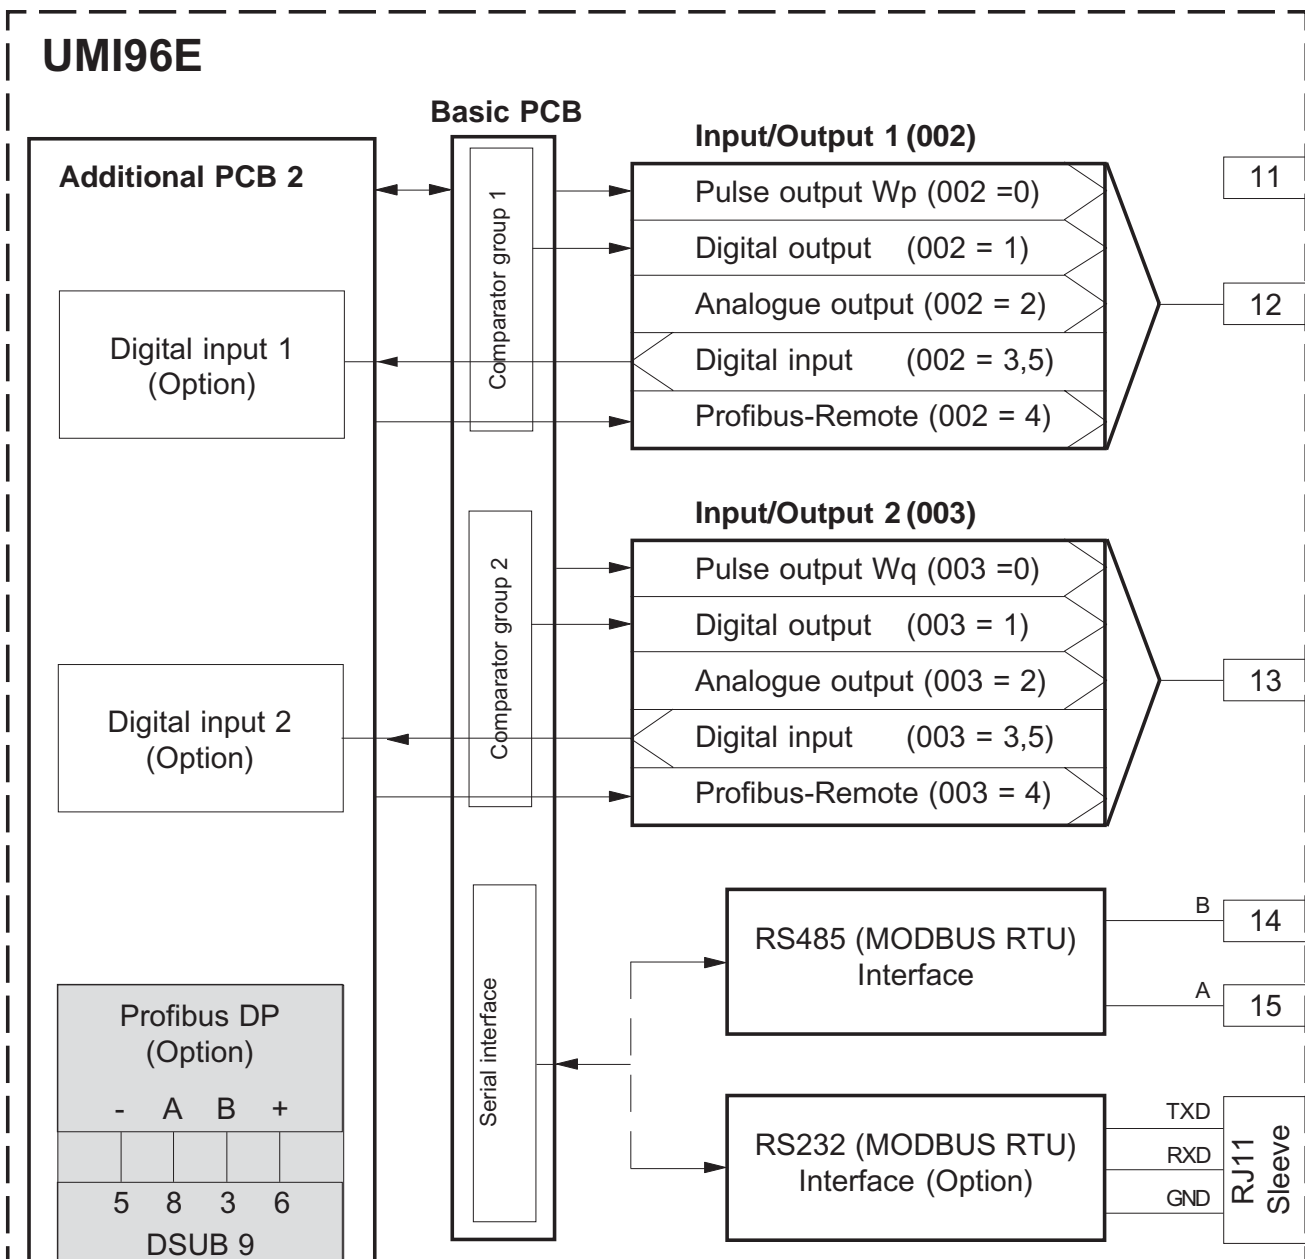 UMI96E
Basic PCB
Additional PCB 2
Input/Output 1 (002)
Comparator group 1
Pulse output Wp (002 =0)
Digital output (002 = 1)
Analogue output (002 = 2)
Digital input (002 = 3,5)
Profibus-Remote (002 = 4)
11
12
Digital input 1
(Option)
Input/Output 2 (003)
Comparator group 2
Pulse output Wq (003 =0)
Digital output (003 = 1)
Analogue output (003 = 2)
Digital input (003 = 3,5)
Profibus-Remote (003 = 4)
13
Digital input 2
(Option)
Serial interface
RS485 (MODBUS RTU)
Interface
B
14
A
15
Profibus DP
(Option)
- A B +
5 8 3 6
DSUB 9
RS232 (MODBUS RTU)
Interface (Option)
TXD
RXD
GND
RJ11
Sleeve